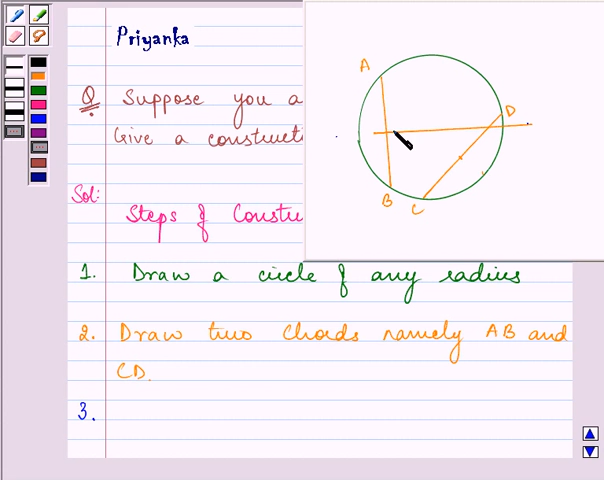 Priyanka
Q Suppose you a
Give a constructi
Sol:
Steps of Constru
1. Draw a circle of any radius
2. Draw two Chords namely AB and
CD.
3.
A
D
B
C